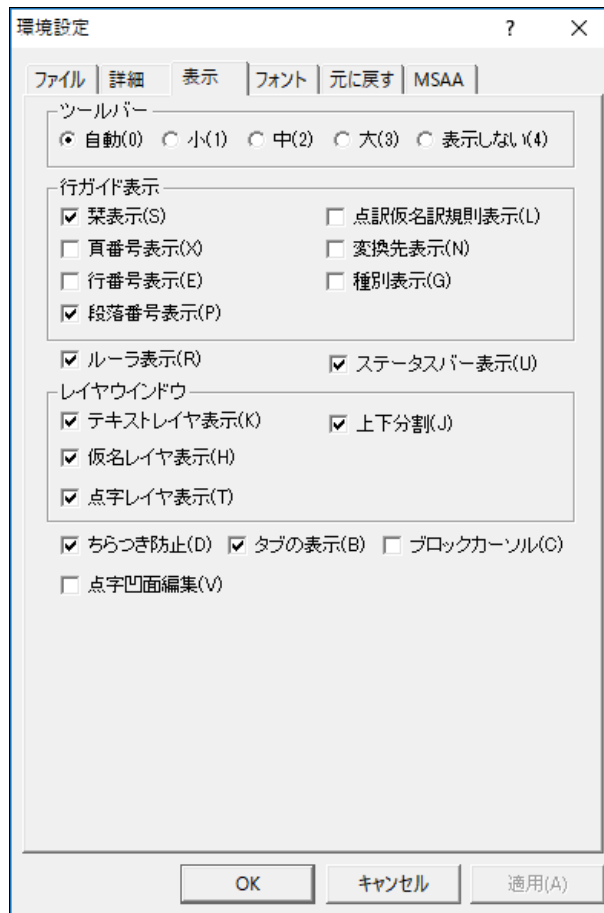 環境設定
?
ファイル 詳細 表示 フォント 元に戻す MSAA
ツールバー
自動(0) 小(1) 中(2) 大(3) 表示しない(4)
行ガイド表示
栞表示(S) 点訳仮名訳規則表示(L)
頁番号表示(X) 変換先表示(N)
行番号表示(E) 種別表示(G)
段落番号表示(P)
ルーラ表示(R) ステータスバー表示(U)
レイヤウインドウ
テキストレイヤ表示(K) 上下分割(J)
仮名レイヤ表示(H)
点字レイヤ表示(T)
ちらつき防止(D) タブの表示(B) ブロックカーソル(C)
点字凹面編集(V)
OK キャンセル 適用(A)